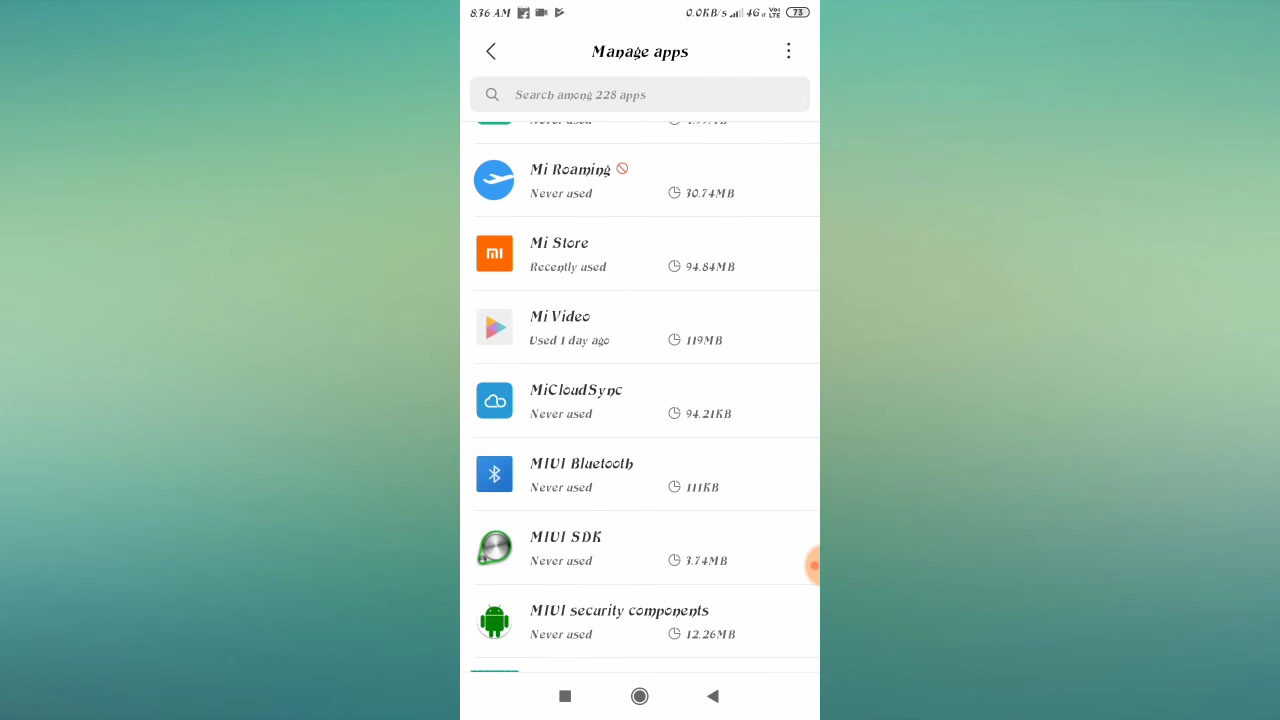 8:36 AM 0.0KB/s 4G Vo LTE 73
Manage apps
Search among 228 apps
Never used
Mi Roaming
Never used 30.74MB
mi
Mi Store
Recently used 94.84MB
Mi Video
Used 1 day ago 119MB
MiCloudSync
Never used 94.21KB
MIUI Bluetooth
Never used 111KB
MIUI SDK
Never used 3.74MB
MIUI security components
Never used 12.26MB